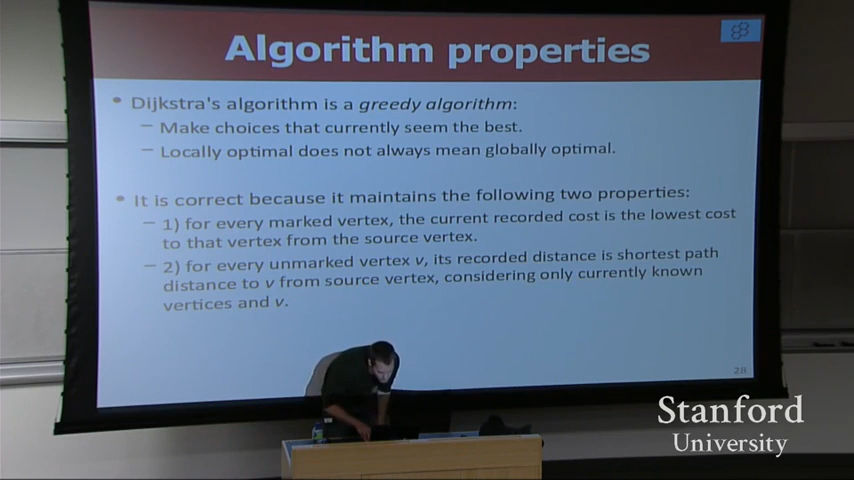 Algorithm properties
• Dijkstra's algorithm is a greedy algorithm:
– Make choices that currently seem the best.
– Locally optimal does not always mean globally optimal.
• It is correct because it maintains the following two properties:
– 1) for every marked vertex, the current recorded cost is the lowest cost
to that vertex from the source vertex.
– 2) for every unmarked vertex v, its recorded distance is shortest path
distance to v from source vertex, considering only currently known
vertices and v.
28
Stanford
University